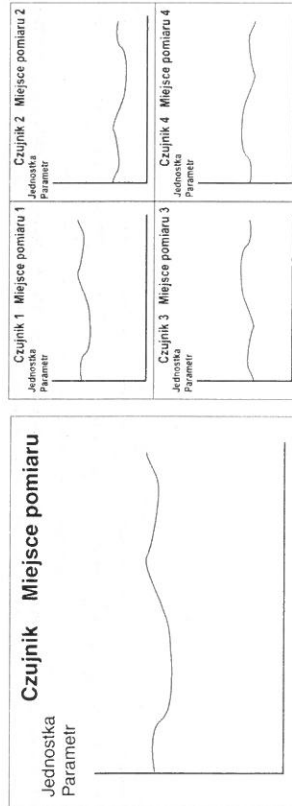 Czujnik Miejsce pomiaru
Jednostka
Parametr
Czujnik 1 Miejsce pomiaru 1
Jednostka
Parametr
Czujnik 2 Miejsce pomiaru 2
Jednostka
Parametr
Czujnik 3 Miejsce pomiaru 3
Jednostka
Parametr
Czujnik 4 Miejsce pomiaru 4
Jednostka
Parametr